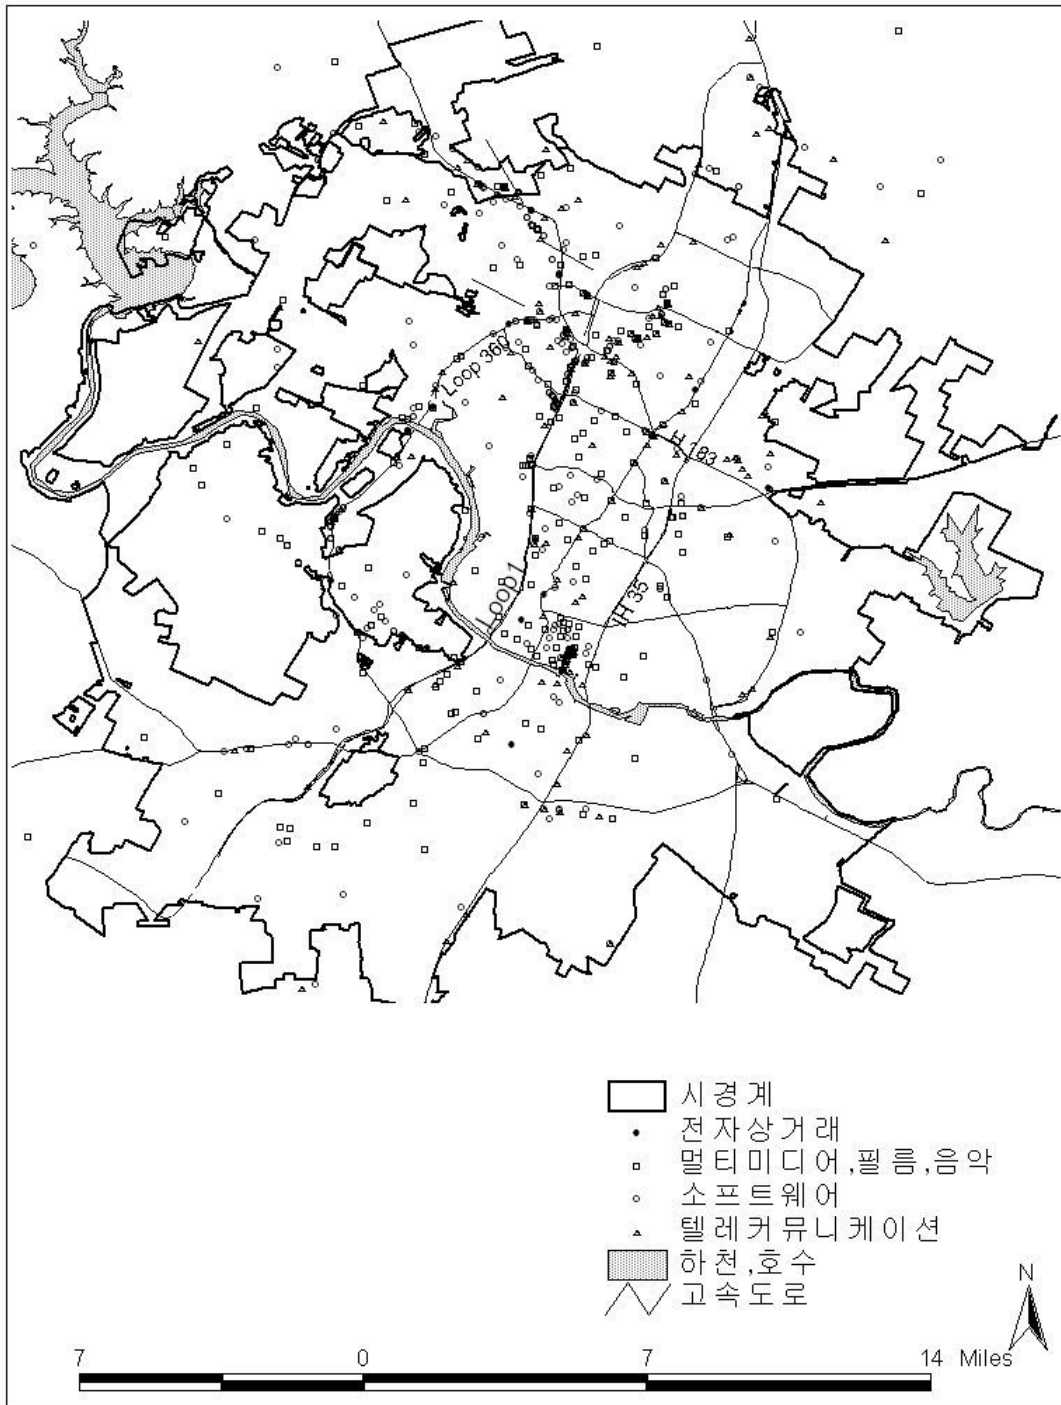 Loop 360
IH 183
Loop1
IH 35
시경계
전자상거래
멀티미디어,필름,음악
소프트웨어
텔레커뮤니케이션
하천,호수
고속도로
N
7 0 7 14 Miles